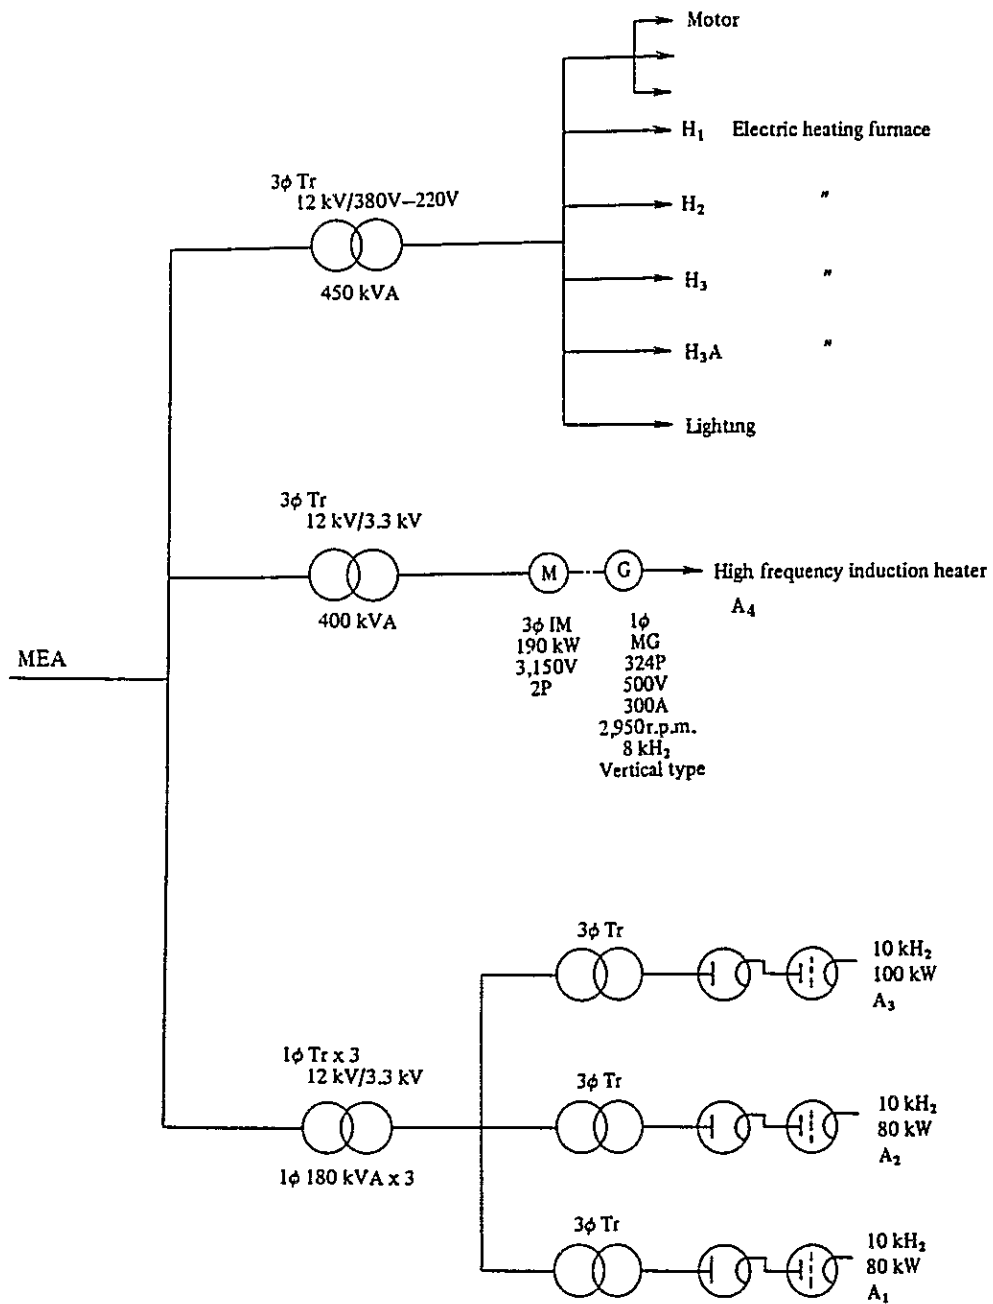 Motor
H₁ Electric heating furnace
H₂ "
H₃ "
H₃A "
Lighting
3ϕ Tr
12 kV/380V–220V
450 kVA
3ϕ Tr
12 kV/3.3 kV
400 kVA
M
G
High frequency induction heater
A₄
3ϕ IM
190 kW
3,150V
2P
1ϕ
MG
324P
500V
300A
2,950r.p.m.
8 kH₂
Vertical type
MEA
1ϕ Tr x 3
12 kV/3.3 kV
1ϕ 180 kVA x 3
3ϕ Tr
10 kH₂
100 kW
A₃
3ϕ Tr
10 kH₂
80 kW
A₂
3ϕ Tr
10 kH₂
80 kW
A₁